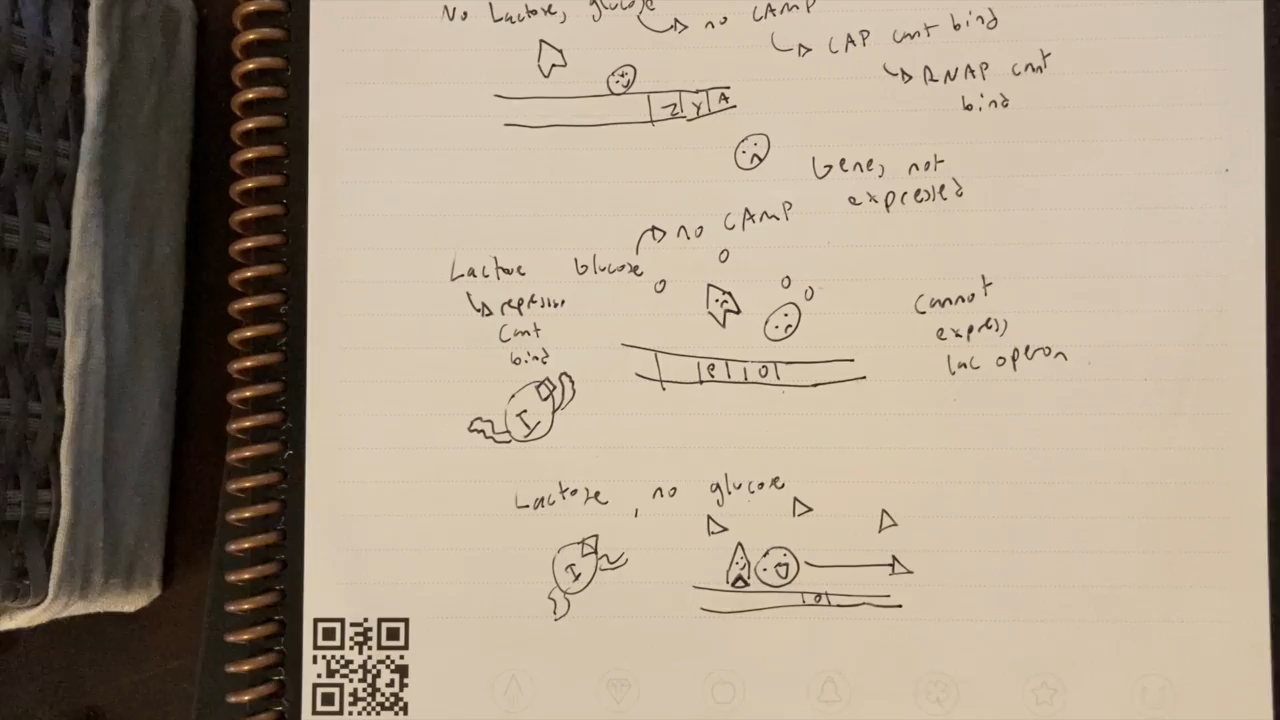 No Lactose, glucose
no CAMP
CAP cant bind
RNAP cant
bind
Z Y A
Genes not
expressed
no CAMP
Lactose Glucose
repressor
cant
bind
cannot
express
lac operon
P O
I
Lactose, no glucose
I
O